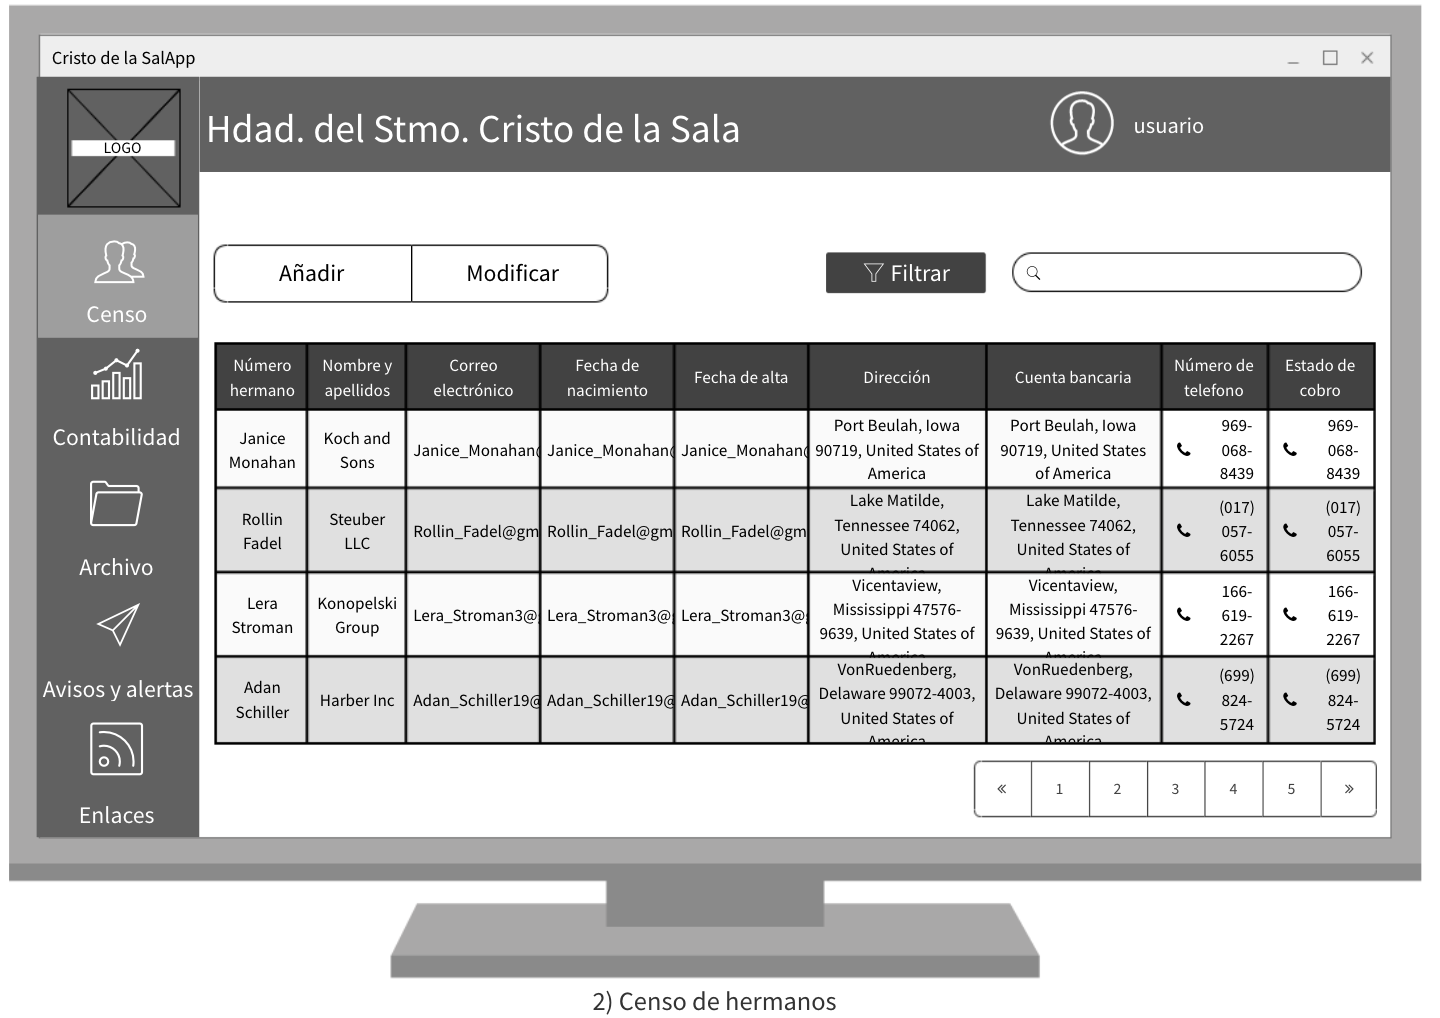 Cristo de la SalApp
LOGO
Hdad. del Stmo. Cristo de la Sala
usuario
Censo
Contabilidad
Archivo
Avisos y alertas
Enlaces
Añadir
Modificar
Filtrar
Número
hermano
Nombre y
apellidos
Correo
electrónico
Fecha de
nacimiento
Fecha de alta
Dirección
Cuenta bancaria
Número de
telefono
Estado de
cobro
Janice
Monahan
Koch and
Sons
Janice_Monahan(
Janice_Monahan(
Janice_Monahan(
Port Beulah, Iowa
90719, United States of
America
Port Beulah, Iowa
90719, United States
of America
969-
068-
8439
969-
068-
8439
Rollin
Fadel
Steuber
LLC
Rollin_Fadel@gm
Rollin_Fadel@gm
Rollin_Fadel@gm
Lake Matilde,
Tennessee 74062,
United States of
America
Lake Matilde,
Tennessee 74062,
United States of
America
(017)
057-
6055
(017)
057-
6055
Lera
Stroman
Konopelski
Group
Lera_Stroman3@
Lera_Stroman3@
Lera_Stroman3@
Vicentaview,
Mississippi 47576-
9639, United States of
America
Vicentaview,
Mississippi 47576-
9639, United States of
America
166-
619-
2267
166-
619-
2267
Adan
Schiller
Harber Inc
Adan_Schiller19@
Adan_Schiller19@
Adan_Schiller19@
VonRuedenberg,
Delaware 99072-4003,
United States of
America
VonRuedenberg,
Delaware 99072-4003,
United States of
America
(699)
824-
5724
(699)
824-
5724
« 1 2 3 4 5 »
2) Censo de hermanos